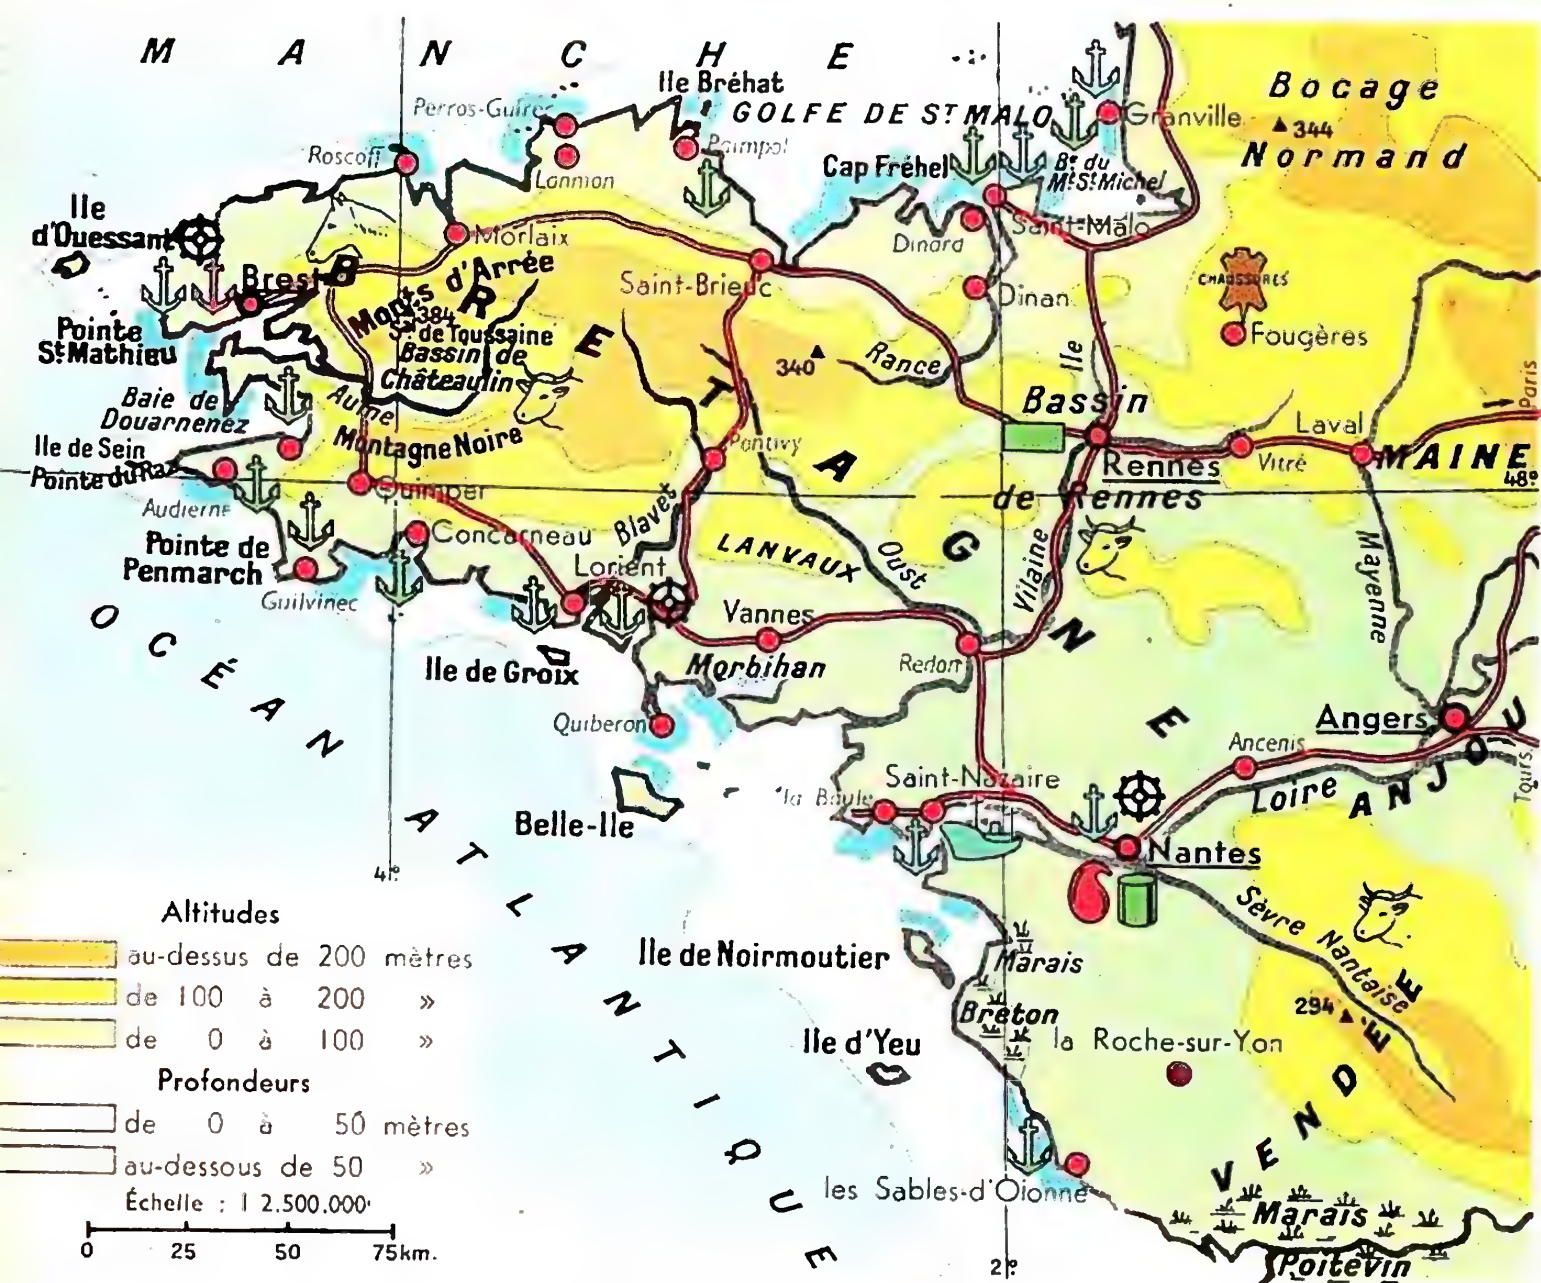 MANCHE
Ile Bréhat
Perros-Guirec
GOLFE DE ST MALO
Granville
Bocage
344
Normand
Roscoff
Lannion
Paimpol
Cap Fréhel
Be du
Mt St Michel
Ile
d'Ouessant
Morlaix
Dinard
Saint-Malo
Brest
Monts d'Arrée
Saint-Brieuc
Dinan
CHAUSSURES
Fougères
BRETAGNE
384
de Toussaine
Pointe
St Mathieu
Bassin de
Châteaulin
340
Rance
Ile
Paris
Baie de
Douarnenez
Aulne
Montagne Noire
Bassin
de Rennes
Rennes
Vitré
Laval
MAINE
48°
Ile de Sein
Pointe du Raz
Pontivy
Audierne
Quimper
Concarneau
Blavet
LANVAUX
Oust
Vilaine
Mayenne
Pointe de
Penmarch
Guilvinec
Lorient
Vannes
Ile de Groix
Morbihan
Redon
OCÉAN
Quiberon
Angers
Ancenis
ANJOU
Tours
Saint-Nazaire
la Baule
Loire
Belle-Ile
Nantes
ATLANTIQUE
Sèvre Nantaise
Ile de Noirmoutier
Marais
Breton
294
Ile d'Yeu
la Roche-sur-Yon
VENDÉE
les Sables-d'Olonne
Marais
Poitevin
41°
21°
Altitudes
au-dessus de 200 mètres
de 100 à 200 »
de 0 à 100 »
Profondeurs
de 0 à 50 mètres
au-dessous de 50 »
Échelle : 1 2.500.000
0 25 50 75km.